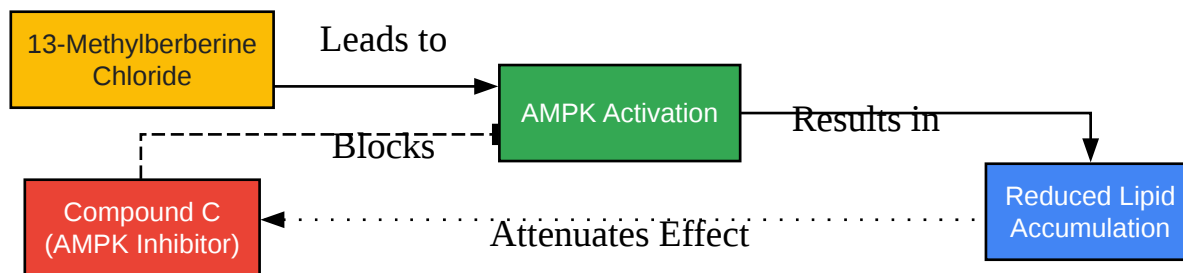 13-Methylberberine
Chloride
Leads to
AMPK Activation
Results in
Blocks
Compound C
(AMPK Inhibitor)
Attenuates Effect
Reduced Lipid
Accumulation